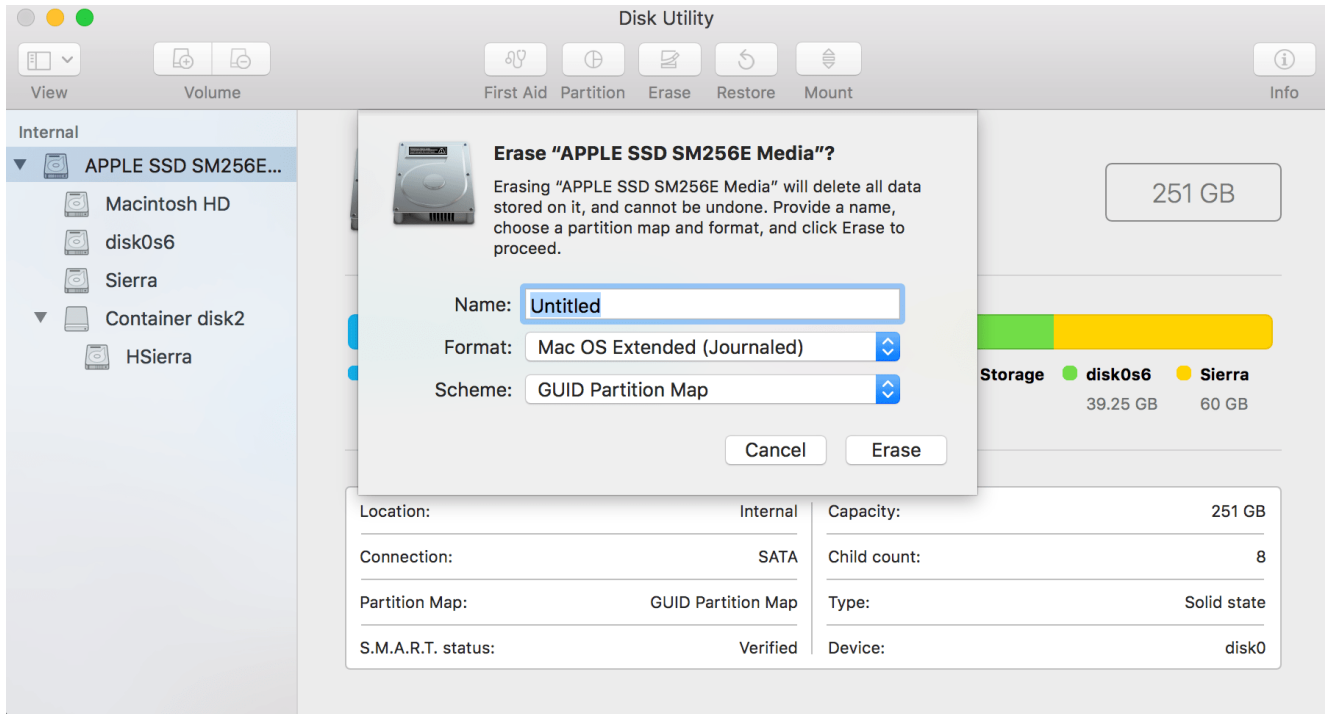 Disk Utility
View
Volume
First Aid
Partition
Erase
Restore
Mount
Info
Internal
APPLE SSD SM256E...
Macintosh HD
disk0s6
Sierra
Container disk2
HSierra
Erase “APPLE SSD SM256E Media”?
Erasing “APPLE SSD SM256E Media” will delete all data
stored on it, and cannot be undone. Provide a name,
choose a partition map and format, and click Erase to
proceed.
Name: Untitled
Format: Mac OS Extended (Journaled)
Scheme: GUID Partition Map
Cancel
Erase
251 GB
Storage
disk0s6
39.25 GB
Sierra
60 GB
Location: Internal
Capacity: 251 GB
Connection: SATA
Child count: 8
Partition Map: GUID Partition Map
Type: Solid state
S.M.A.R.T. status: Verified
Device: disk0